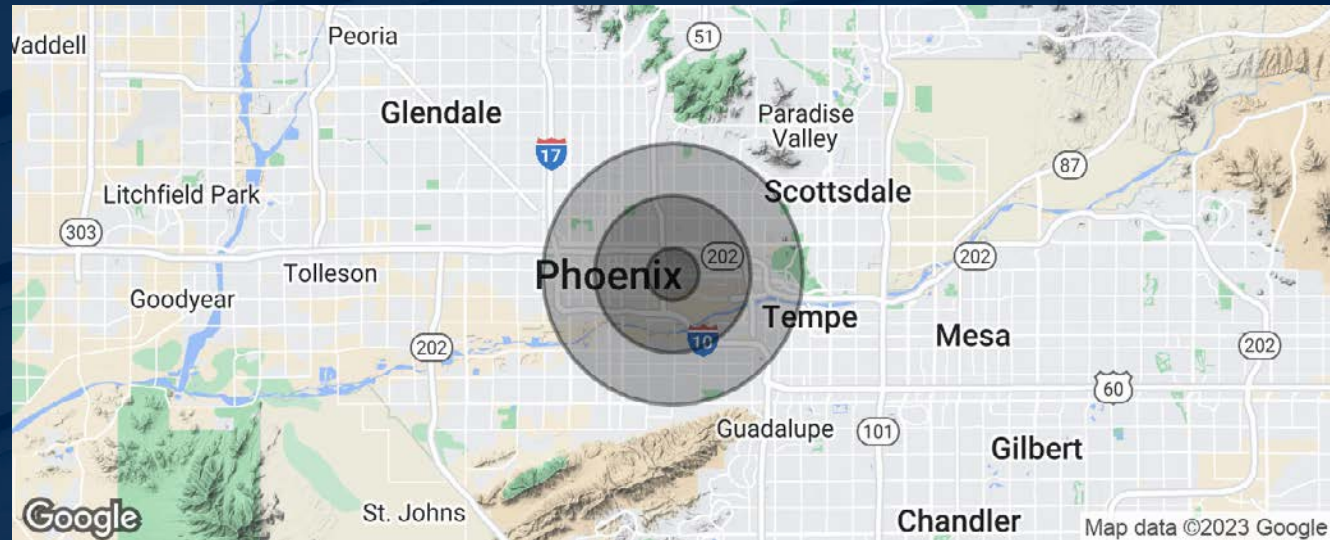 Waddell
Peoria
51
Glendale
Paradise
Valley
17
87
Litchfield Park
Scottsdale
303
Tolleson
Phoenix
202
202
Goodyear
Tempe
Mesa
202
10
202
60
Guadalupe
101
Gilbert
St. Johns
Chandler
Google
Map data ©2023 Google